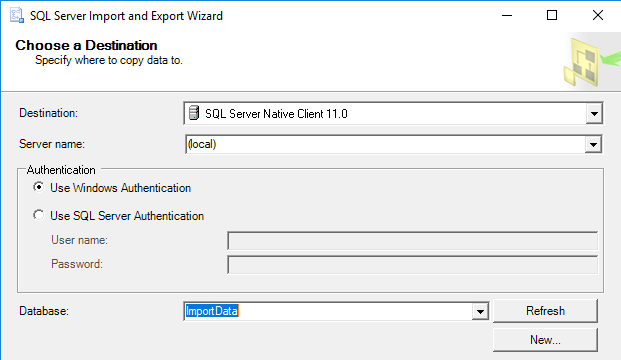 SQL Server Import and Export Wizard
Choose a Destination
Specify where to copy data to.
Destination: SQL Server Native Client 11.0
Server name: (local)
Authentication
Use Windows Authentication
Use SQL Server Authentication
User name:
Password:
Database: ImportData Refresh
New...